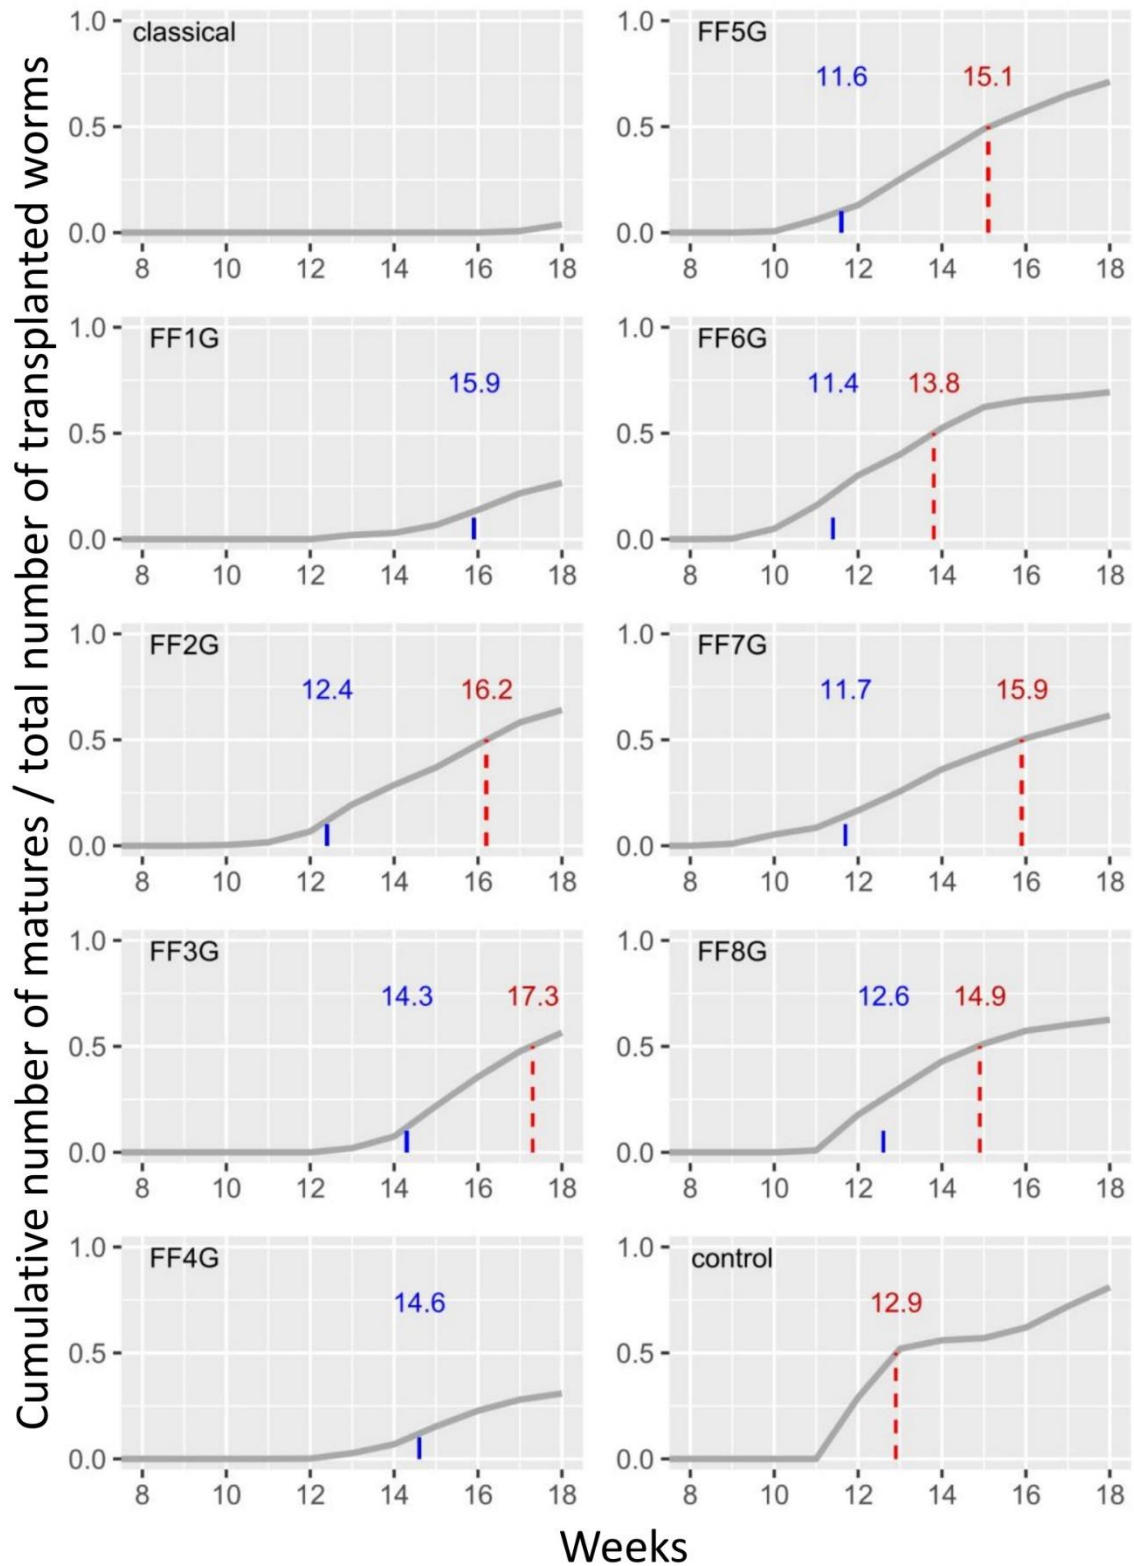 Cumulative number of matures / total number of transplanted worms
classical
1.0
0.5
0.0
8 10 12 14 16 18
FF5G
11.6 15.1
1.0
0.5
0.0
8 10 12 14 16 18
FF1G
15.9
1.0
0.5
0.0
8 10 12 14 16 18
FF6G
11.4 13.8
1.0
0.5
0.0
8 10 12 14 16 18
FF2G
12.4 16.2
1.0
0.5
0.0
8 10 12 14 16 18
FF7G
11.7 15.9
1.0
0.5
0.0
8 10 12 14 16 18
FF3G
14.3 17.3
1.0
0.5
0.0
8 10 12 14 16 18
FF8G
12.6 14.9
1.0
0.5
0.0
8 10 12 14 16 18
FF4G
14.6
1.0
0.5
0.0
8 10 12 14 16 18
control
12.9
1.0
0.5
0.0
8 10 12 14 16 18
Weeks